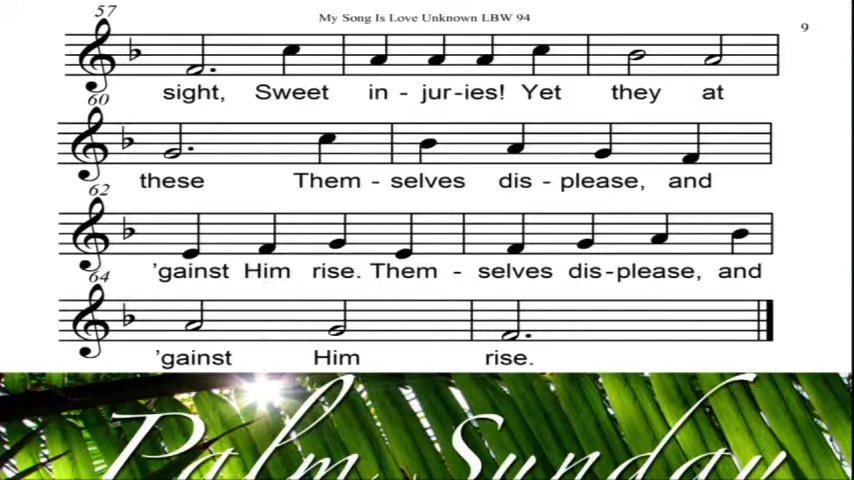 My Song Is Love Unknown LBW 94
9
57
sight, Sweet in - jur-ies! Yet they at
60
these Them - selves dis - please, and
62
'gainst Him rise. Them - selves dis-please, and
64
'gainst Him rise.
Palm Sunday